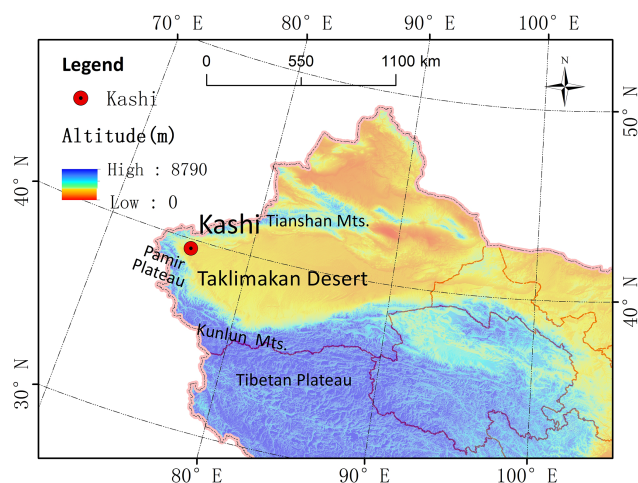 70° E
80° E
90° E
100° E
Legend
Kashi
Altitude(m)
High : 8790
Low : 0
0
550
1100 km
N
50° N
40° N
Kashi
Tianshan Mts.
Pamir
Plateau
Taklimakan Desert
40° N
Kunlun Mts.
Tibetan Plateau
30° N
80° E
90° E
100° E